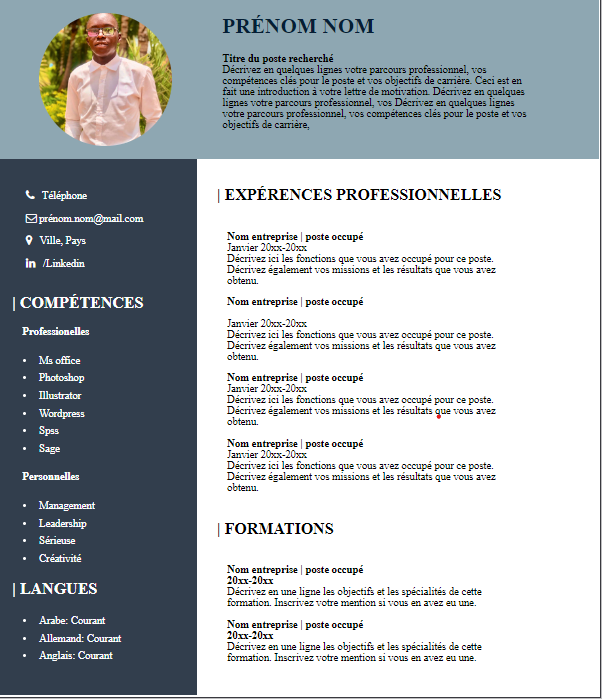 PRÉNOM NOM
Titre du poste recherché
Décrivez en quelques lignes votre parcours professionnel, vos
compétences clés pour le poste et vos objectifs de carrière. Ceci est en
fait une introduction à votre lettre de motivation. Décrivez en quelques
lignes votre parcours professionnel, vos Décrivez en quelques lignes
votre parcours professionnel, vos compétences clés pour le poste et vos
objectifs de carrière,
Téléphone
prénom.nom@mail.com
Ville, Pays
/Linkedin
| COMPÉTENCES
Professionelles
• Ms office
• Photoshop
• Illustrator
• Wordpress
• Spss
• Sage
Personnelles
• Management
• Leadership
• Sérieuse
• Créativité
| LANGUES
• Arabe: Courant
• Allemand: Courant
• Anglais: Courant
| EXPÉRENCES PROFESSIONNELLES
Nom entreprise | poste occupé
Janvier 20xx-20xx
Décrivez ici les fonctions que vous avez occupé pour ce poste.
Décrivez également vos missions et les résultats que vous avez
obtenu.
Nom entreprise | poste occupé
Janvier 20xx-20xx
Décrivez ici les fonctions que vous avez occupé pour ce poste.
Décrivez également vos missions et les résultats que vous avez
obtenu.
Nom entreprise | poste occupé
Janvier 20xx-20xx
Décrivez ici les fonctions que vous avez occupé pour ce poste.
Décrivez également vos missions et les résultats que vous avez
obtenu.
Nom entreprise | poste occupé
Janvier 20xx-20xx
Décrivez ici les fonctions que vous avez occupé pour ce poste.
Décrivez également vos missions et les résultats que vous avez
obtenu.
| FORMATIONS
Nom entreprise | poste occupé
20xx-20xx
Décrivez en une ligne les objectifs et les spécialités de cette
formation. Inscrivez votre mention si vous en avez eu une.
Nom entreprise | poste occupé
20xx-20xx
Décrivez en une ligne les objectifs et les spécialités de cette
formation. Inscrivez votre mention si vous en avez eu une.